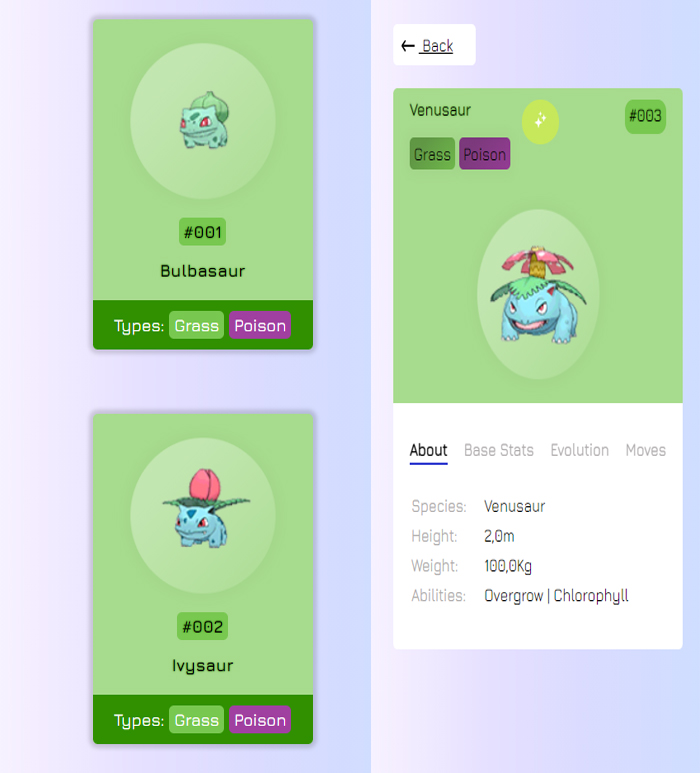 #001
Bulbasaur
Types: Grass Poison
#002
Ivysaur
Types: Grass Poison
← Back
Venusaur
#003
Grass Poison
About Base Stats Evolution Moves
Species: Venusaur
Height: 2,0m
Weight: 100,0Kg
Abilities: Overgrow | Chlorophyll